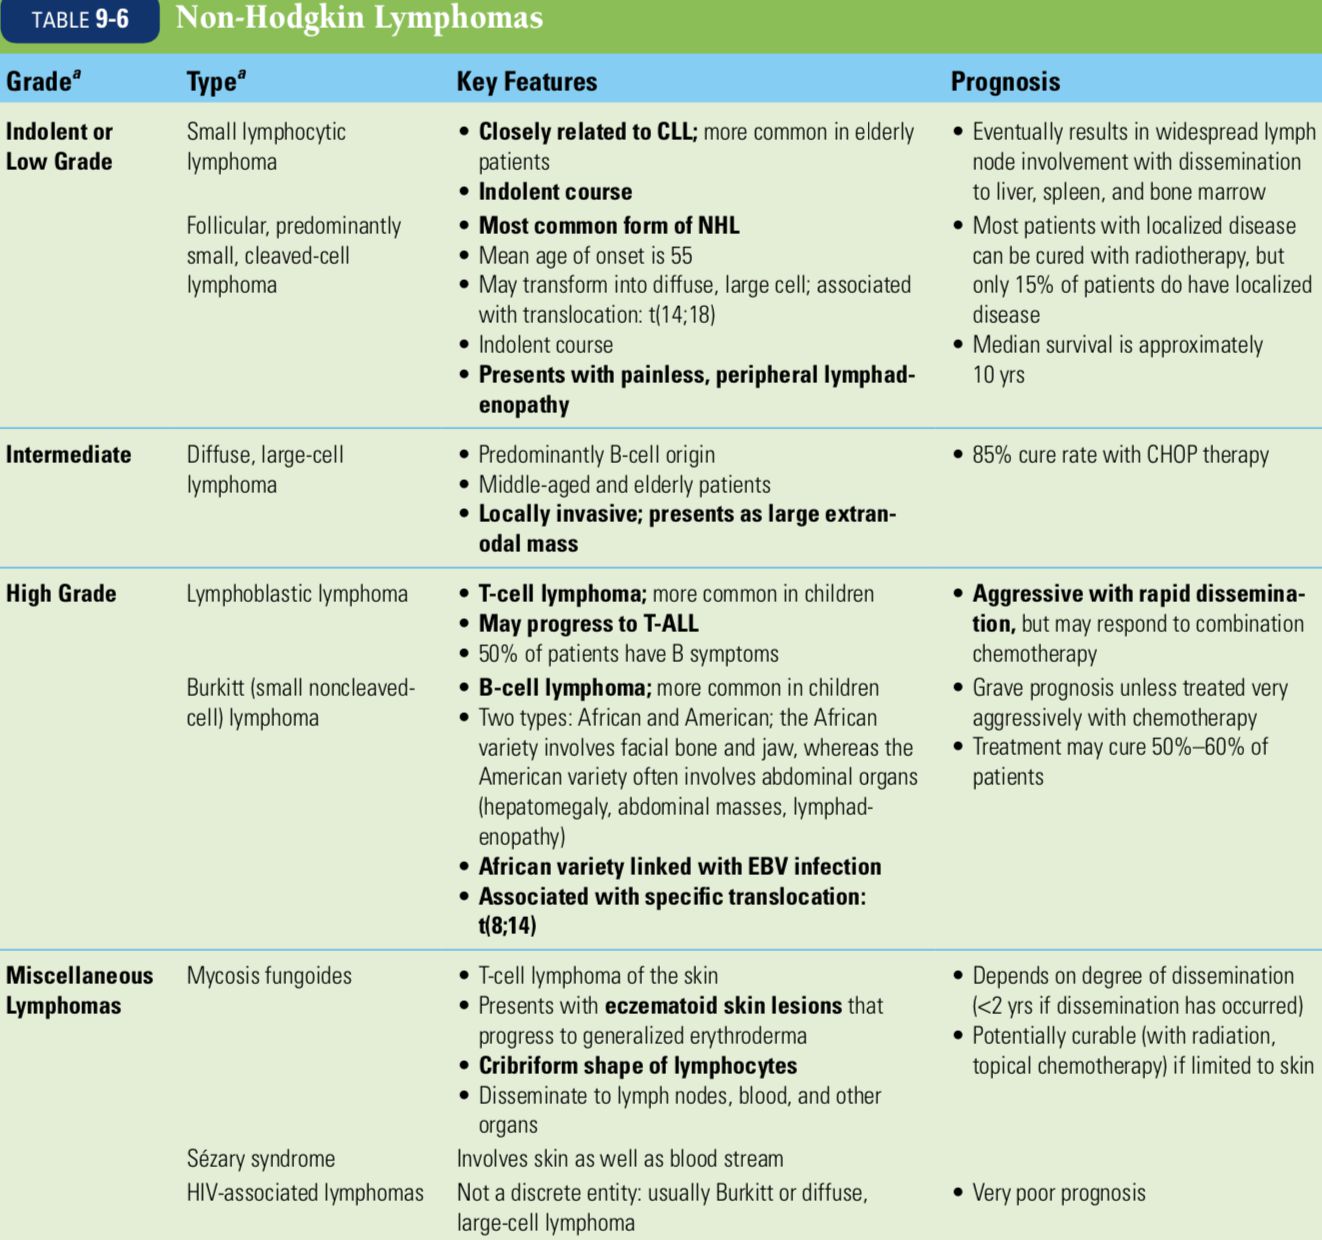 TABLE 9-6 Non-Hodgkin Lymphomas
Grade^a Type^a Key Features Prognosis
Indolent or
Low Grade
Small lymphocytic
lymphoma
• Closely related to CLL; more common in elderly
patients
• Indolent course
• Eventually results in widespread lymph
node involvement with dissemination
to liver, spleen, and bone marrow
Follicular, predominantly
small, cleaved-cell
lymphoma
• Most common form of NHL
• Mean age of onset is 55
• May transform into diffuse, large cell; associated
with translocation: t(14;18)
• Indolent course
• Presents with painless, peripheral lymphad-
enopathy
• Most patients with localized disease
can be cured with radiotherapy, but
only 15% of patients do have localized
disease
• Median survival is approximately
10 yrs
Intermediate
Diffuse, large-cell
lymphoma
• Predominantly B-cell origin
• Middle-aged and elderly patients
• Locally invasive; presents as large extran-
odal mass
• 85% cure rate with CHOP therapy
High Grade
Lymphoblastic lymphoma
• T-cell lymphoma; more common in children
• May progress to T-ALL
• 50% of patients have B symptoms
• Aggressive with rapid dissemina-
tion, but may respond to combination
chemotherapy
Burkitt (small noncleaved-
cell) lymphoma
• B-cell lymphoma; more common in children
• Two types: African and American; the African
variety involves facial bone and jaw, whereas the
American variety often involves abdominal organs
(hepatomegaly, abdominal masses, lymphad-
enopathy)
• African variety linked with EBV infection
• Associated with specific translocation:
t(8;14)
• Grave prognosis unless treated very
aggressively with chemotherapy
• Treatment may cure 50%–60% of
patients
Miscellaneous
Lymphomas
Mycosis fungoides
• T-cell lymphoma of the skin
• Presents with eczematoid skin lesions that
progress to generalized erythroderma
• Cribriform shape of lymphocytes
• Disseminate to lymph nodes, blood, and other
organs
• Depends on degree of dissemination
(<2 yrs if dissemination has occurred)
• Potentially curable (with radiation,
topical chemotherapy) if limited to skin
Sézary syndrome
Involves skin as well as blood stream
HIV-associated lymphomas
Not a discrete entity: usually Burkitt or diffuse,
large-cell lymphoma
• Very poor prognosis